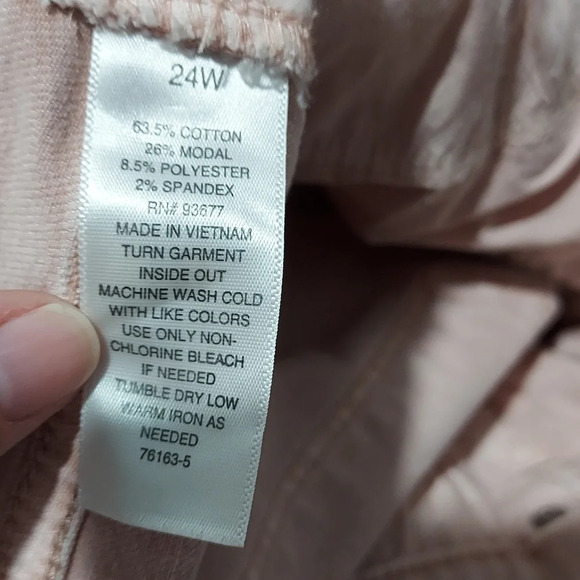 24W
63.5% COTTON
26% MODAL
8.5% POLYESTER
2% SPANDEX
RN# 93677
MADE IN VIETNAM
TURN GARMENT
INSIDE OUT
MACHINE WASH COLD
WITH LIKE COLORS
USE ONLY NON-
CHLORINE BLEACH
IF NEEDED
TUMBLE DRY LOW
WARM IRON AS
NEEDED
76163-5